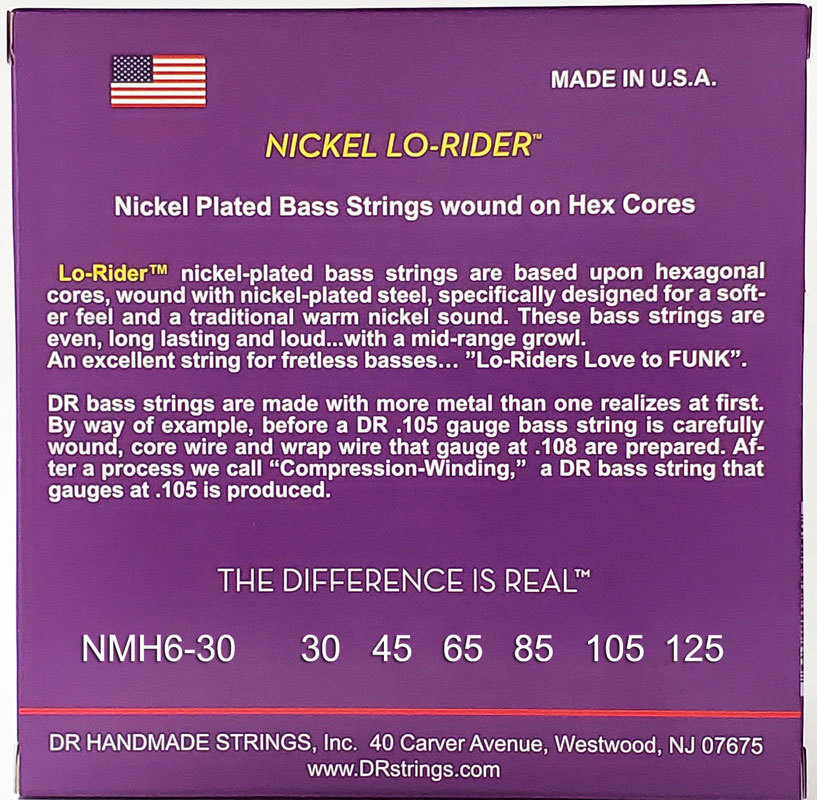 MADE IN U.S.A.
NICKEL LO-RIDER™
Nickel Plated Bass Strings wound on Hex Cores
Lo-Rider™ nickel-plated bass strings are based upon hexagonal
cores, wound with nickel-plated steel, specifically designed for a soft-
er feel and a traditional warm nickel sound. These bass strings are
even, long lasting and loud...with a mid-range growl.
An excellent string for fretless basses... ”Lo-Riders Love to FUNK”.
DR bass strings are made with more metal than one realizes at first.
By way of example, before a DR .105 gauge bass string is carefully
wound, core wire and wrap wire that gauge at .108 are prepared. Af-
ter a process we call “Compression-Winding,” a DR bass string that
gauges at .105 is produced.
THE DIFFERENCE IS REAL™
NMH6-30 30 45 65 85 105 125
DR HANDMADE STRINGS, Inc. 40 Carver Avenue, Westwood, NJ 07675
www.DRstrings.com